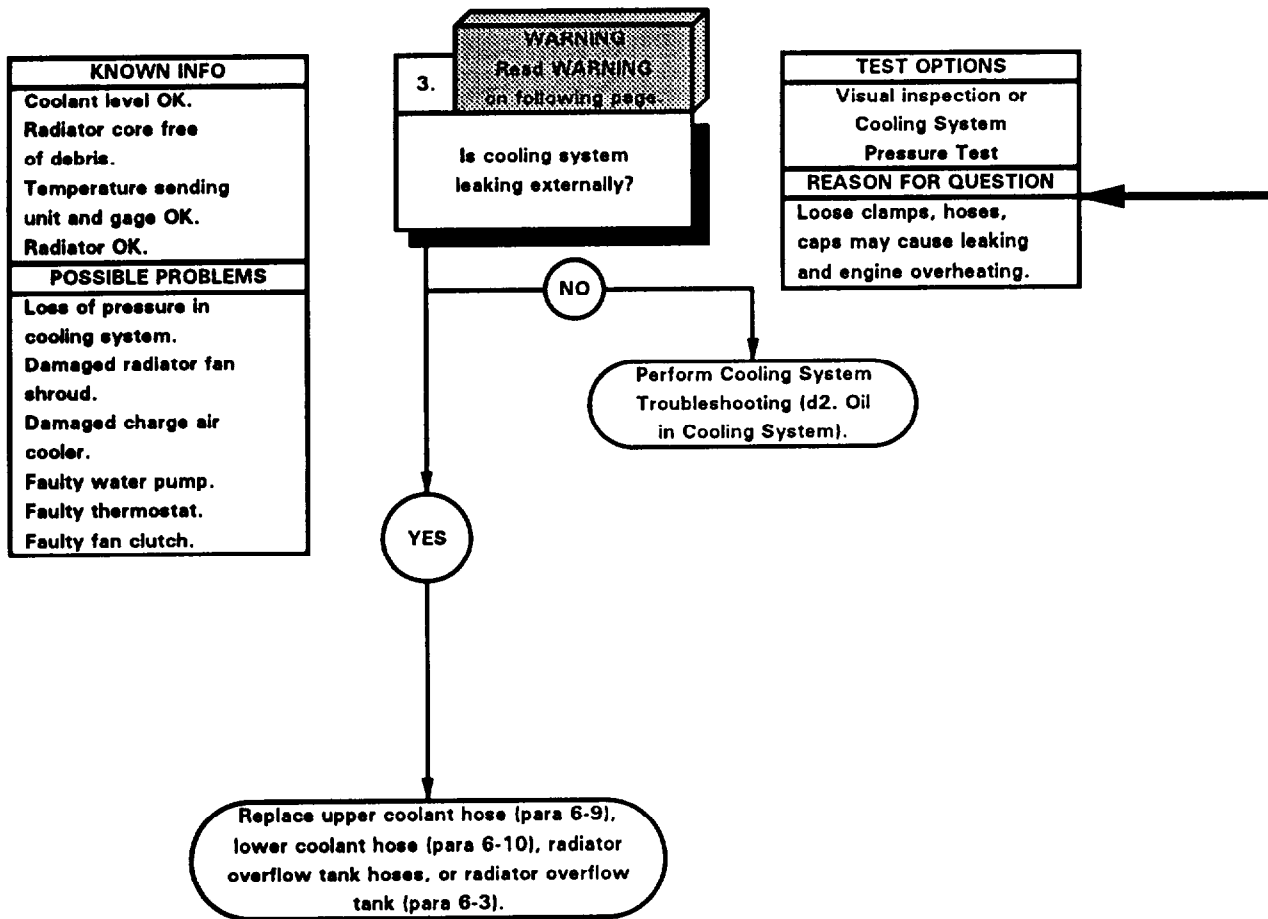 KNOWN INFO
Coolant level OK.
Radiator core free
of debris.
Temperature sending
unit and gage OK.
Radiator OK.
POSSIBLE PROBLEMS
Loss of pressure in
cooling system.
Damaged radiator fan
shroud.
Damaged charge air
cooler.
Faulty water pump.
Faulty thermostat.
Faulty fan clutch.
WARNING
Read WARNING
on following page.
3.
Is cooling system
leaking externally?
TEST OPTIONS
Visual inspection or
Cooling System
Pressure Test
REASON FOR QUESTION
Loose clamps, hoses,
caps may cause leaking
and engine overheating.
NO
Perform Cooling System
Troubleshooting (d2. Oil
in Cooling System).
YES
Replace upper coolant hose (para 6-9),
lower coolant hose (para 6-10), radiator
overflow tank hoses, or radiator overflow
tank (para 6-3).